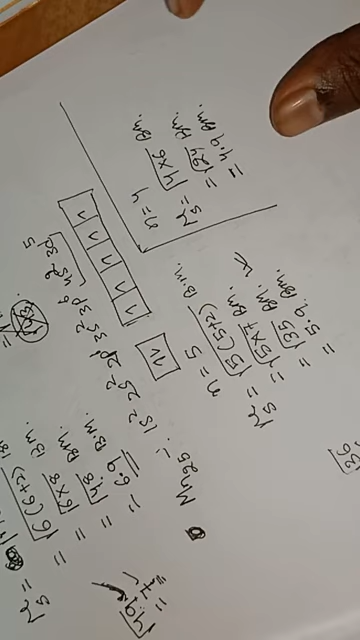 Mn25:- 1s2 2s2 2p6 3s2 3p6 4s2 3d5
n = 5
μs = √5(5+2) B.m.
= √5×7 B.m.
= √35 B.m.
= 5.9 B.m.
n = 4
μs = √4×6 B.m.
= √24 B.m.
= 4.9 B.m.
μs = √6(6+2) B.m.
= √6×8 B.m.
= √48 B.m.
= 6.9 B.m.